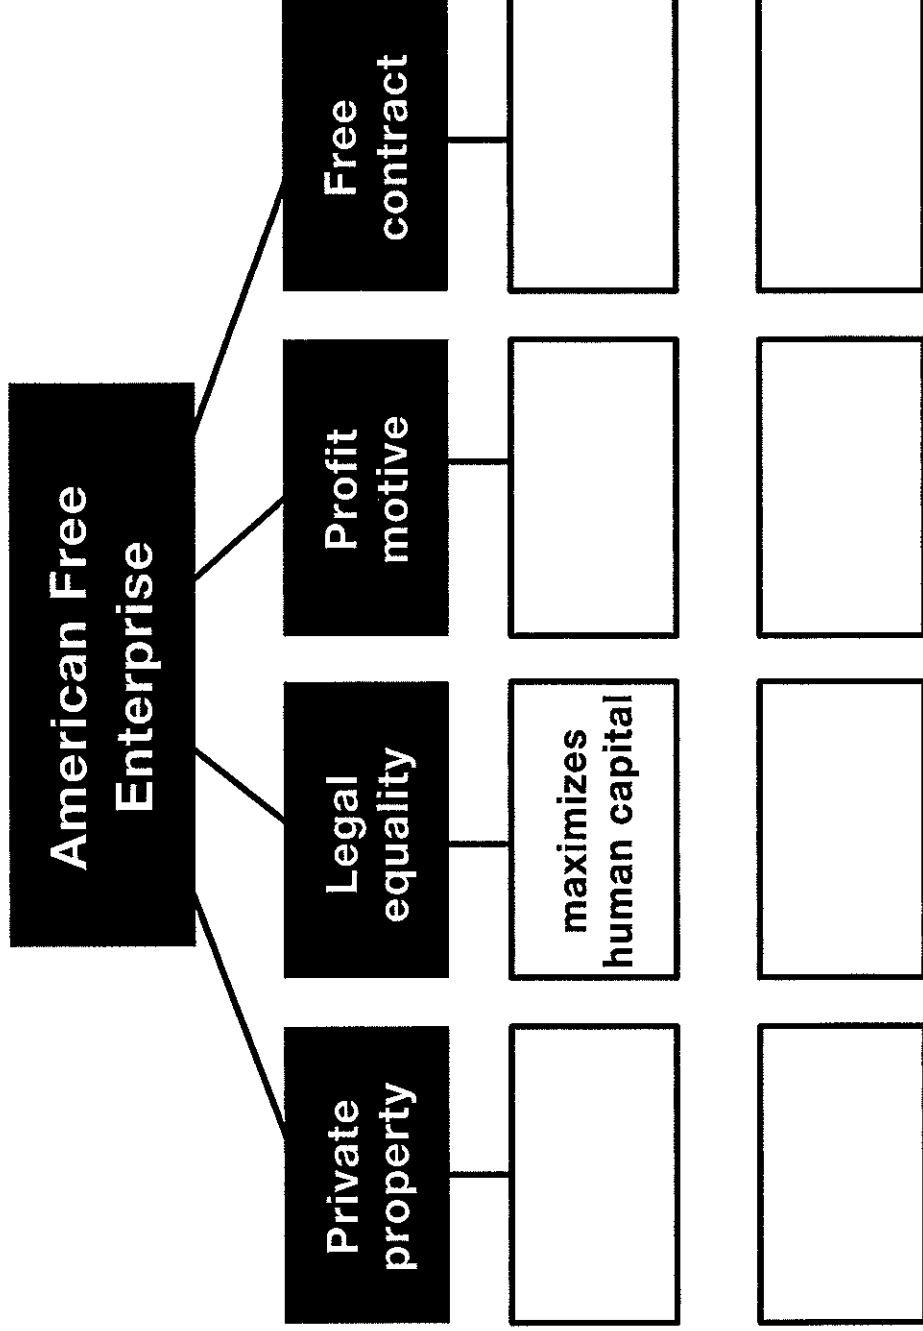 American Free
Enterprise
Private
property
Legal
equality
Profit
motive
Free
contract
maximizes
human capital